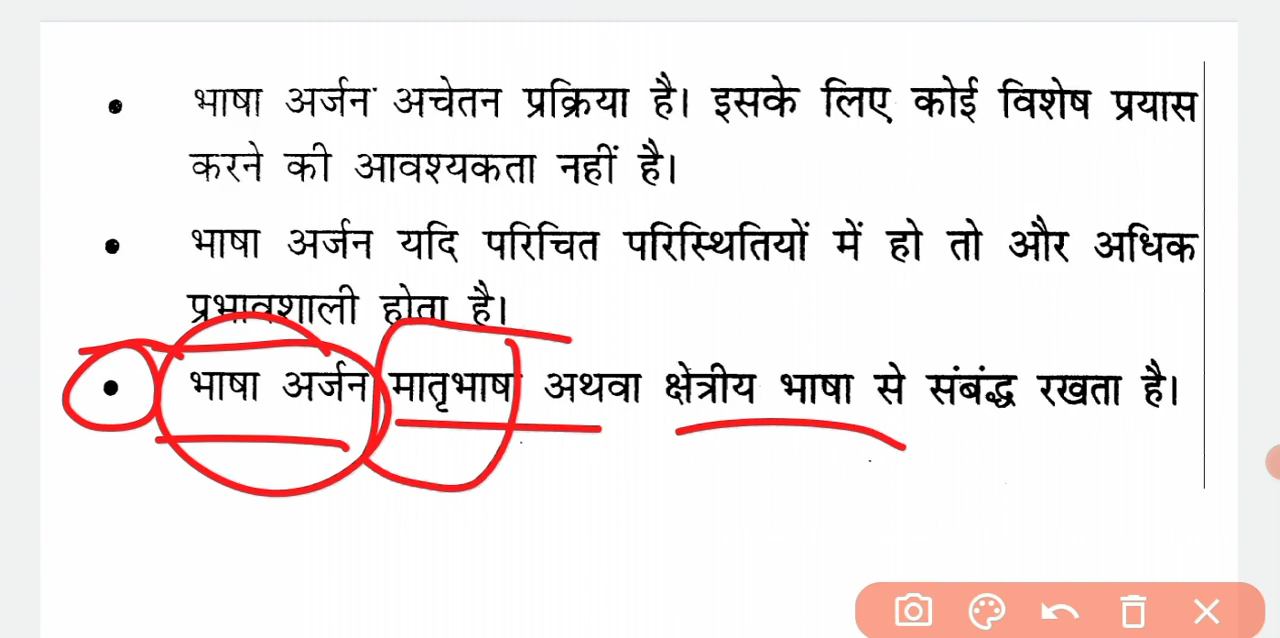 • भाषा अर्जन अचेतन प्रक्रिया है। इसके लिए कोई विशेष प्रयास
करने की आवश्यकता नहीं है।
• भाषा अर्जन यदि परिचित परिस्थितियों में हो तो और अधिक
प्रभावशाली होता है।
• भाषा अर्जन मातृभाषा अथवा क्षेत्रीय भाषा से संबंद्ध रखता है।